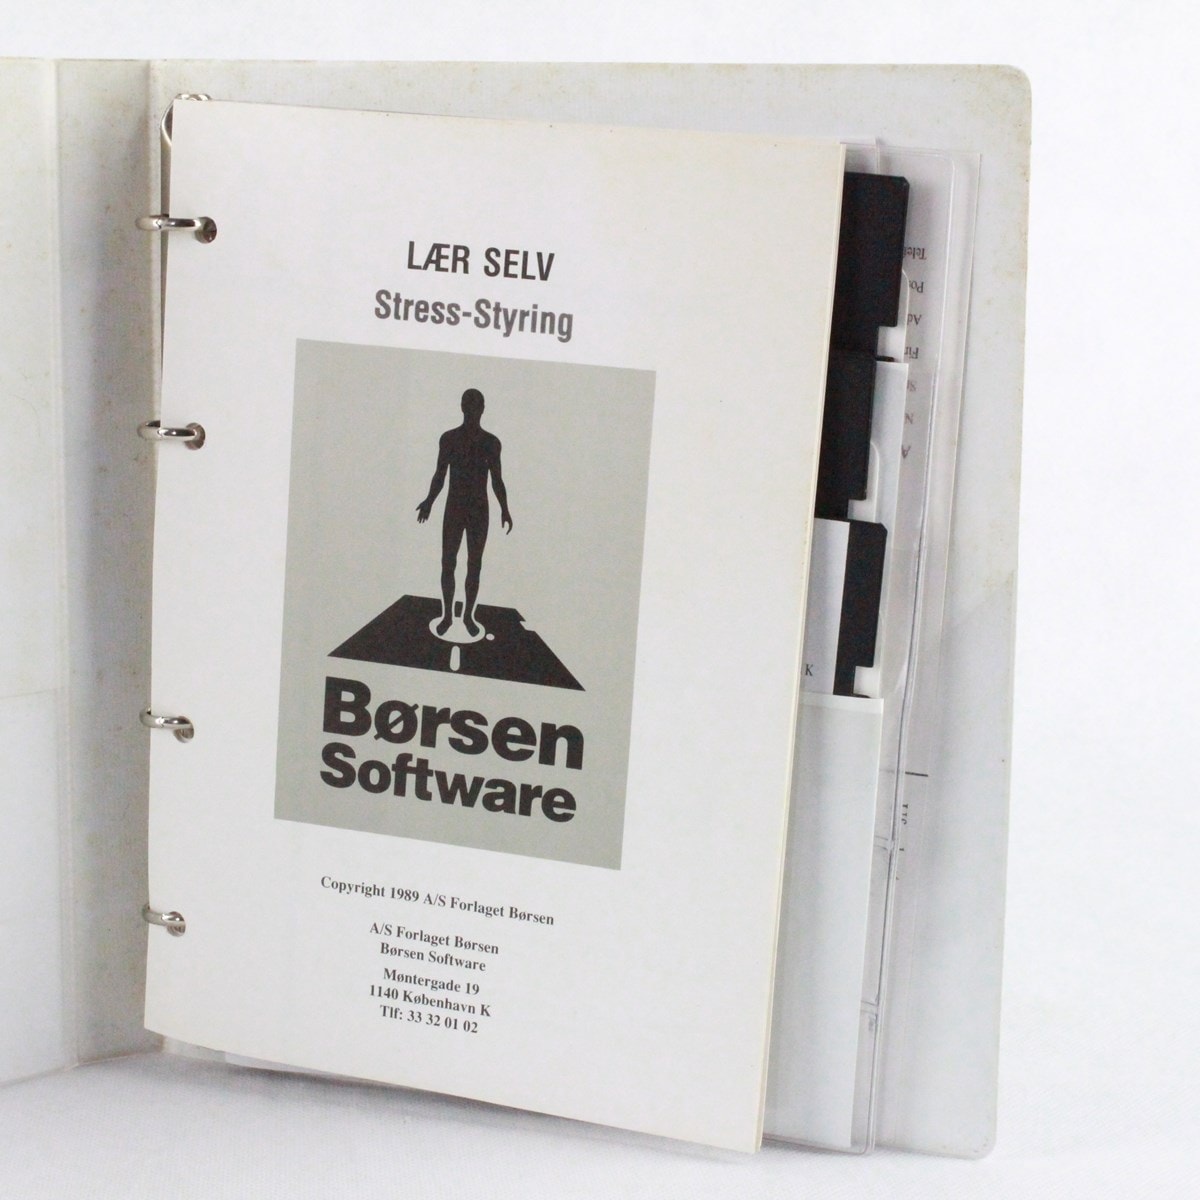 LÆR SELV
Stress-Styring
Børsen
Software
Copyright 1989 A/S Forlaget Børsen
A/S Forlaget Børsen
Børsen Software
Møntergade 19
1140 København K
Tlf: 33 32 01 02
K